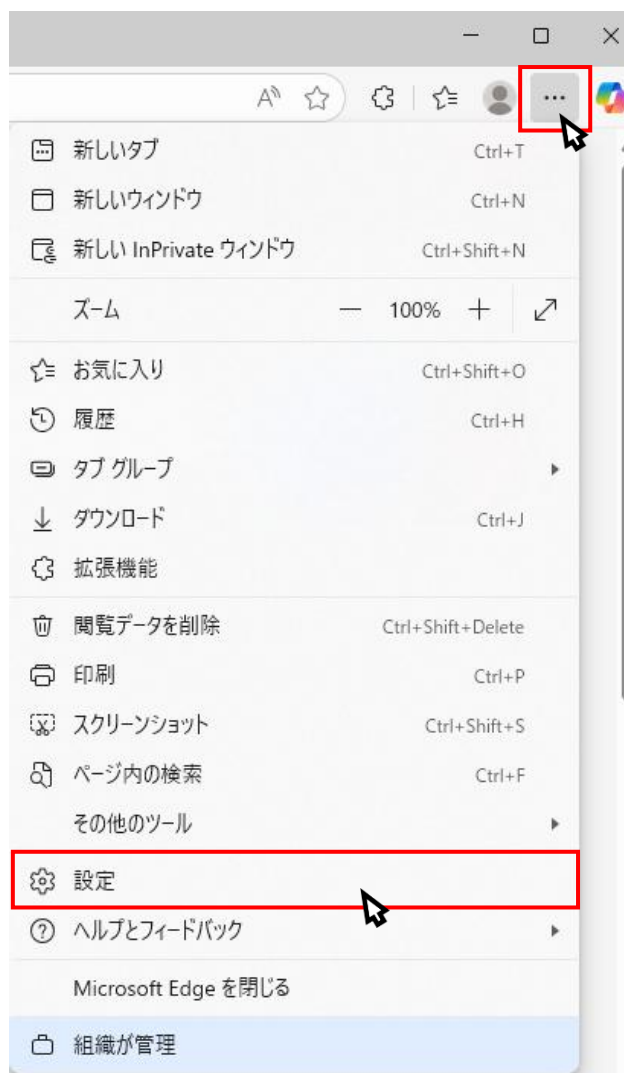 新しいタブ Ctrl+T
新しいウィンドウ Ctrl+N
新しい InPrivate ウィンドウ Ctrl+Shift+N
ズーム 100%
お気に入り Ctrl+Shift+O
履歴 Ctrl+H
タブ グループ
ダウンロード Ctrl+J
拡張機能
閲覧データを削除 Ctrl+Shift+Delete
印刷 Ctrl+P
スクリーンショット Ctrl+Shift+S
ページ内の検索 Ctrl+F
その他のツール
設定
ヘルプとフィードバック
Microsoft Edge を閉じる
組織が管理